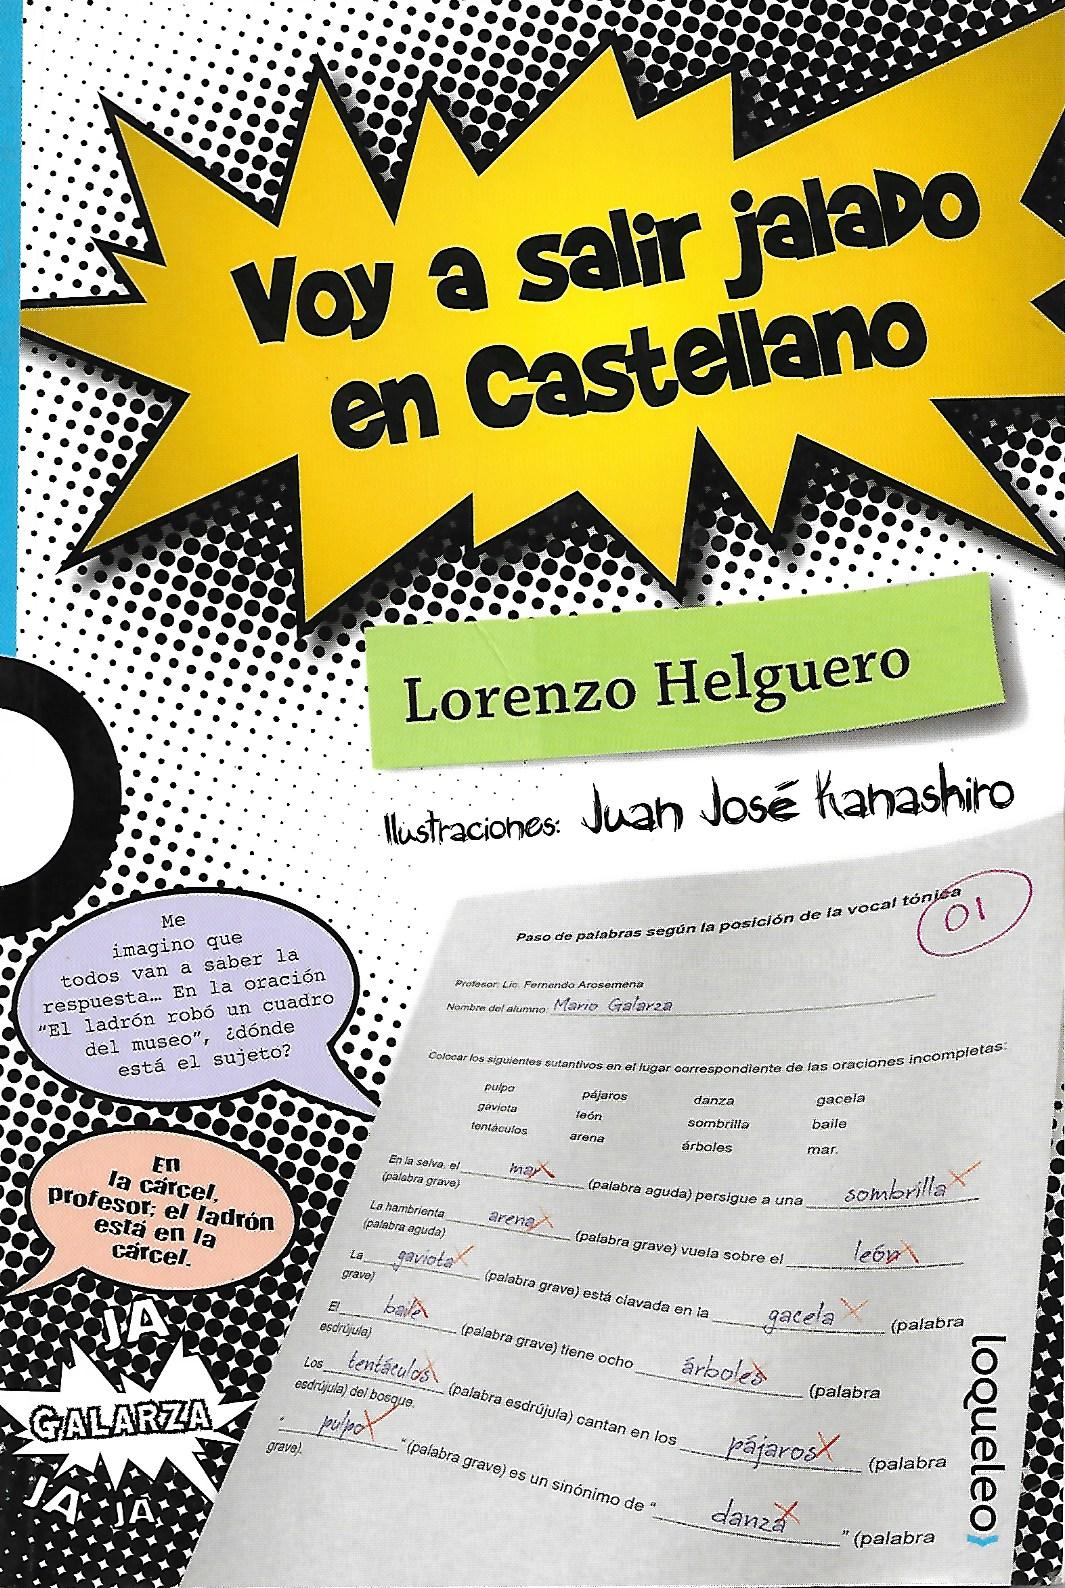 Voy a salir jalado
en Castellano
Lorenzo Helguero
Ilustraciones: Juan José Kanashiro
Me
imagino que
todos van a saber la
respuesta... En la oración
"El ladrón robó un cuadro
del museo", ¿dónde
está el sujeto?
En
la cárcel,
profesor; el ladrón
está en la
cárcel.
JA
GALARZA
JA JA
Paso de palabras según la posición de la vocal tónica
01
Profesor: Lic. Fernando Arosemena
Nombre del alumno: Mario Galarza
Colocar los siguientes sutantivos en el lugar correspondiente de las oraciones incompletas:
pulpo pájaros danza gacela
gaviota león sombrilla baile
tentáculos arena árboles mar.
En la selva, el mar (palabra aguda) persigue a una sombrilla
(palabra grave)
La hambrienta arena (palabra grave) vuela sobre el león
(palabra aguda)
La gaviota (palabra grave) está clavada en la gacela (palabra
grave)
El baile (palabra grave) tiene ocho árboles (palabra
esdrújula)
Los tentáculos (palabra esdrújula) cantan en los pájaros (palabra
esdrújula) del bosque.
" pulpo " (palabra grave) es un sinónimo de " danza " (palabra
grave).
loqueleo